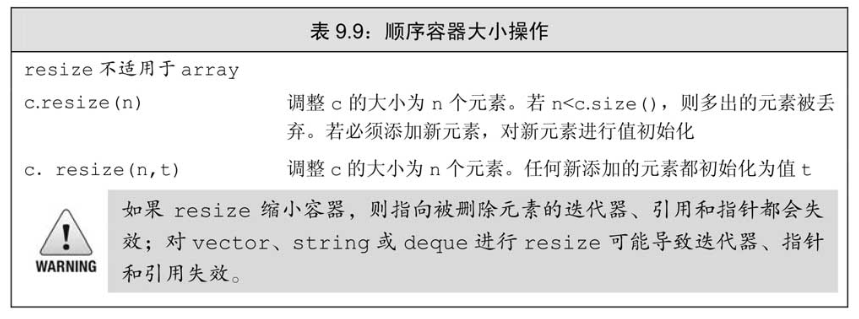 表 9.9：顺序容器大小操作
resize 不适用于 array
c.resize(n) 调整 c 的大小为 n 个元素。若 n<c.size()，则多出的元素被丢
弃。若必须添加新元素，对新元素进行值初始化
c. resize(n,t) 调整 c 的大小为 n 个元素。任何新添加的元素都初始化为值 t
如果 resize 缩小容器，则指向被删除元素的迭代器、引用和指针都会失
效；对 vector、string 或 deque 进行 resize 可能导致迭代器、指针
和引用失效。
WARNING